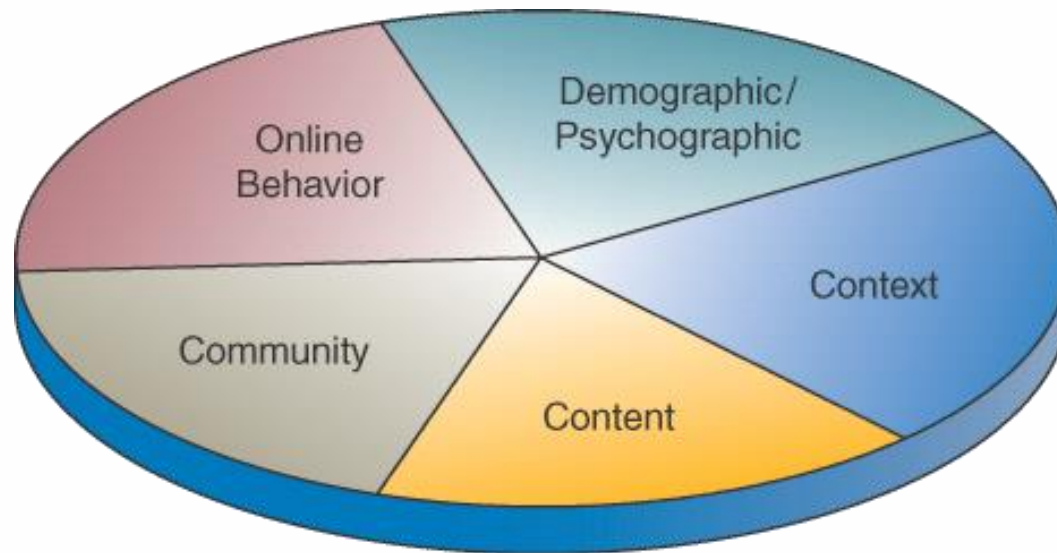 Demographic/
Psychographic
Online
Behavior
Context
Community
Content